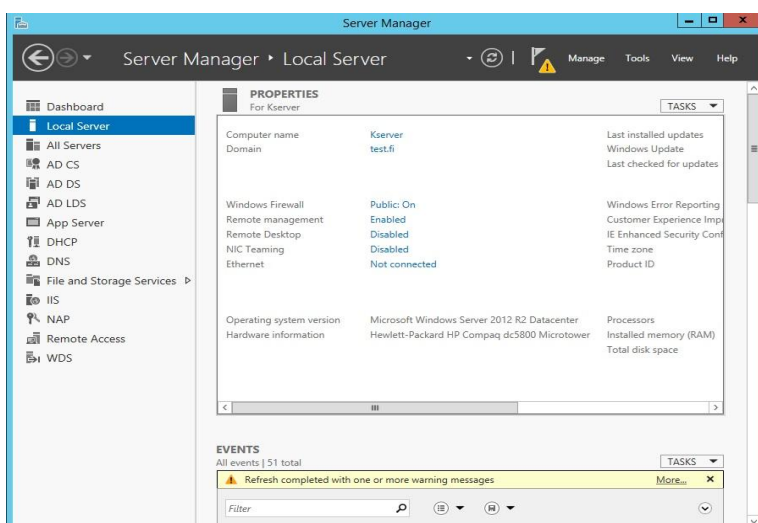 Server Manager
Server Manager • Local Server
Manage Tools View Help
Dashboard
Local Server
All Servers
AD CS
AD DS
AD LDS
App Server
DHCP
DNS
File and Storage Services
IIS
NAP
Remote Access
WDS
PROPERTIES
For Kserver
TASKS
Computer name Kserver Last installed updates
Domain test.fi Windows Update
Last checked for updates
Windows Firewall Public: On Windows Error Reporting
Remote management Enabled Customer Experience Imp
Remote Desktop Disabled IE Enhanced Security Conf
NIC Teaming Disabled Time zone
Ethernet Not connected Product ID
Operating system version Microsoft Windows Server 2012 R2 Datacenter Processors
Hardware information Hewlett-Packard HP Compaq dc5800 Microtower Installed memory (RAM)
Total disk space
EVENTS
All events | 51 total
TASKS
Refresh completed with one or more warning messages More...
Filter